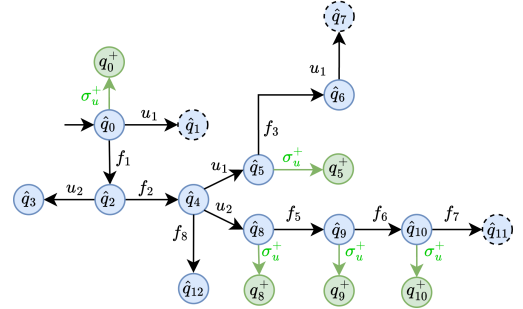 q̂₇
q₀⁺
σᵤ⁺
u₁
q̂₆
q̂₀
u₁
q̂₁
f₃
f₁
u₁
q̂₅
σᵤ⁺
q₅⁺
q̂₃
u₂
q̂₂
f₂
q̂₄
u₂
f₈
q̂₈
f₅
q̂₉
f₆
q̂₁₀
f₇
q̂₁₁
σᵤ⁺
σᵤ⁺
σᵤ⁺
q̂₁₂
q₈⁺
q₉⁺
q₁₀⁺